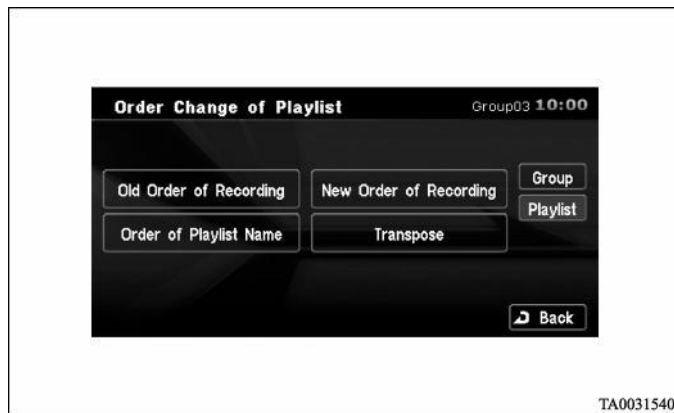 Order Change of Playlist Group03 10:00
Old Order of Recording New Order of Recording Group
Playlist
Order of Playlist Name Transpose
Back
TA0031540